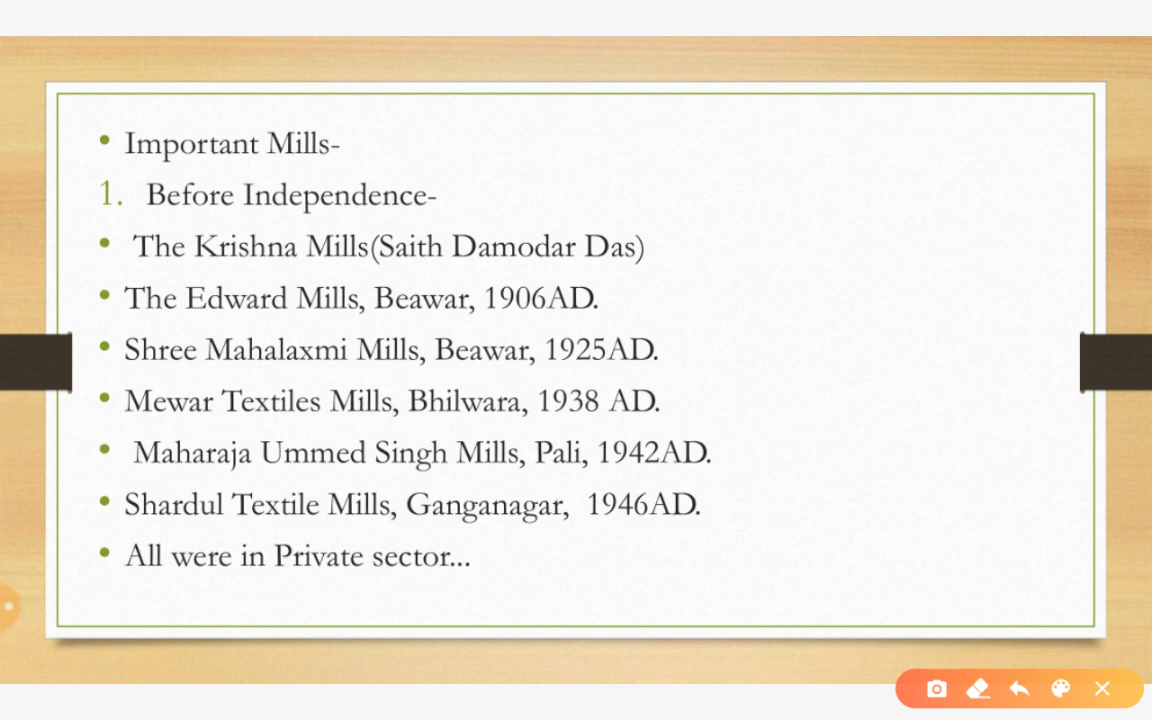 • Important Mills-
1. Before Independence-
• The Krishna Mills(Saith Damodar Das)
• The Edward Mills, Beawar, 1906AD.
• Shree Mahalaxmi Mills, Beawar, 1925AD.
• Mewar Textiles Mills, Bhilwara, 1938 AD.
• Maharaja Ummed Singh Mills, Pali, 1942AD.
• Shardul Textile Mills, Ganganagar, 1946AD.
• All were in Private sector...